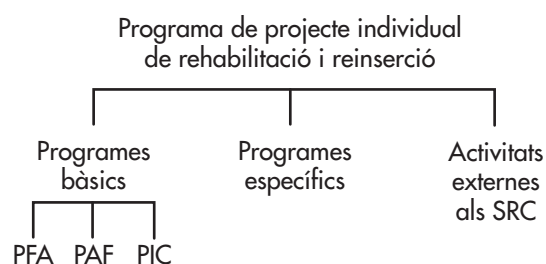 Programa de projecte individual
de rehabilitació i reinserció
Programes
bàsics
Programes
específics
Activitats
externes
als SRC
PFA PAF PIC